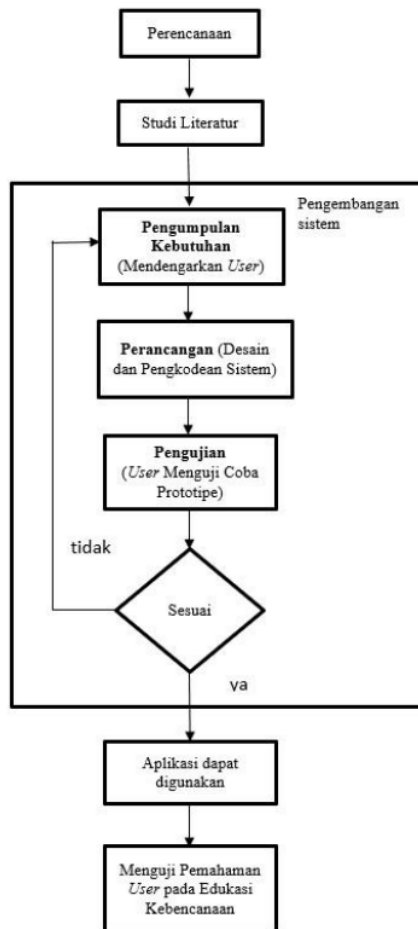 Perencanaan
Studi Literatur
Pengembangan
sistem
Pengumpulan
Kebutuhan
(Mendengarkan User)
Perancangan (Desain
dan Pengkodean Sistem)
Pengujian
(User Menguji Coba
Prototipe)
tidak
Sesuai
ya
Aplikasi dapat
digunakan
Menguji Pemahaman
User pada Edukasi
Kebencanaan